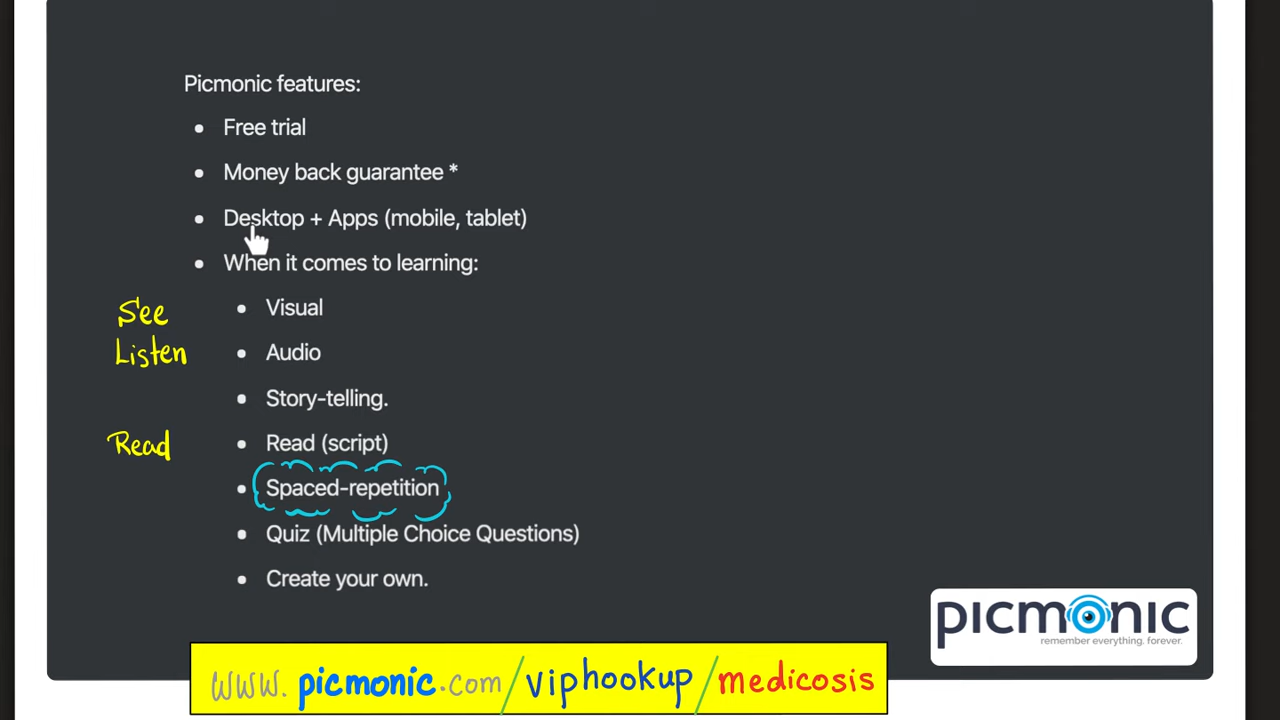 Picmonic features:
• Free trial
• Money back guarantee *
• Desktop + Apps (mobile, tablet)
• When it comes to learning:
See • Visual
Listen • Audio
• Story-telling.
Read • Read (script)
• Spaced-repetition
• Quiz (Multiple Choice Questions)
• Create your own.
picmonic
remember everything. forever.
www.picmonic.com/viphookup/medicosis